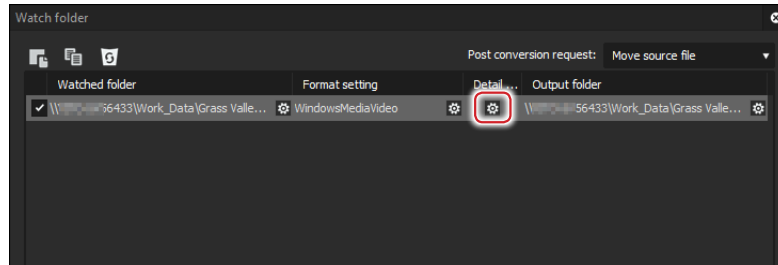 Watch folder
Post conversion request: Move source file
Watched folder Format setting Detail ... Output folder
56433\Work_Data\Grass Valle... WindowsMediaVideo \\ 56433\Work_Data\Grass Valle...